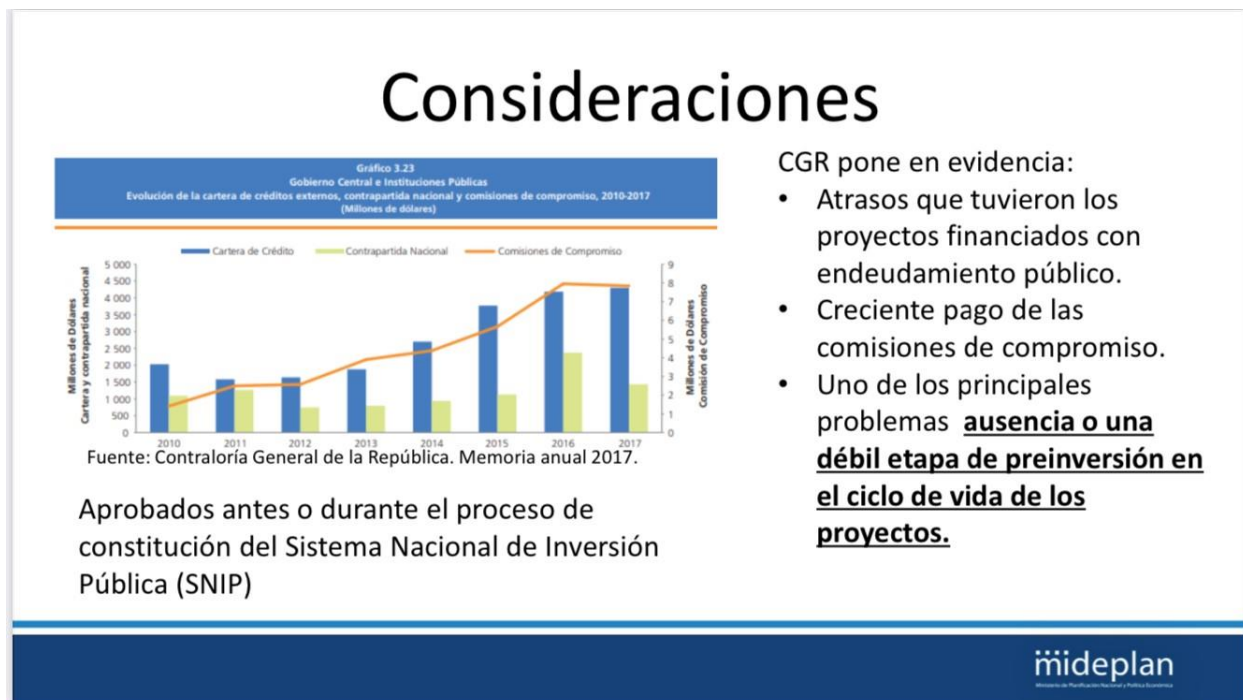 Consideraciones
Gráfico 3.23
Gobierno Central e Instituciones Públicas
Evolución de la cartera de créditos externos, contrapartida nacional y comisiones de compromiso, 2010-2017
(Millones de dólares)
Cartera de Crédito
Contrapartida Nacional
Comisiones de Compromiso
Millones de Dólares
Cartera y contrapartida nacional
5 000
4 500
4 000
3 500
3 000
2 500
2 000
1 500
1 000
500
0
9
8
7
6
5
4
3
2
1
0
Millones de Dólares
Comisión de Compromiso
2010 2011 2012 2013 2014 2015 2016 2017
Fuente: Contraloría General de la República. Memoria anual 2017.
Aprobados antes o durante el proceso de
constitución del Sistema Nacional de Inversión
Pública (SNIP)
CGR pone en evidencia:
• Atrasos que tuvieron los
proyectos financiados con
endeudamiento público.
• Creciente pago de las
comisiones de compromiso.
• Uno de los principales
problemas ausencia o una
débil etapa de preinversión en
el ciclo de vida de los
proyectos.
mideplan
Ministerio de Planificación Nacional y Política Económica